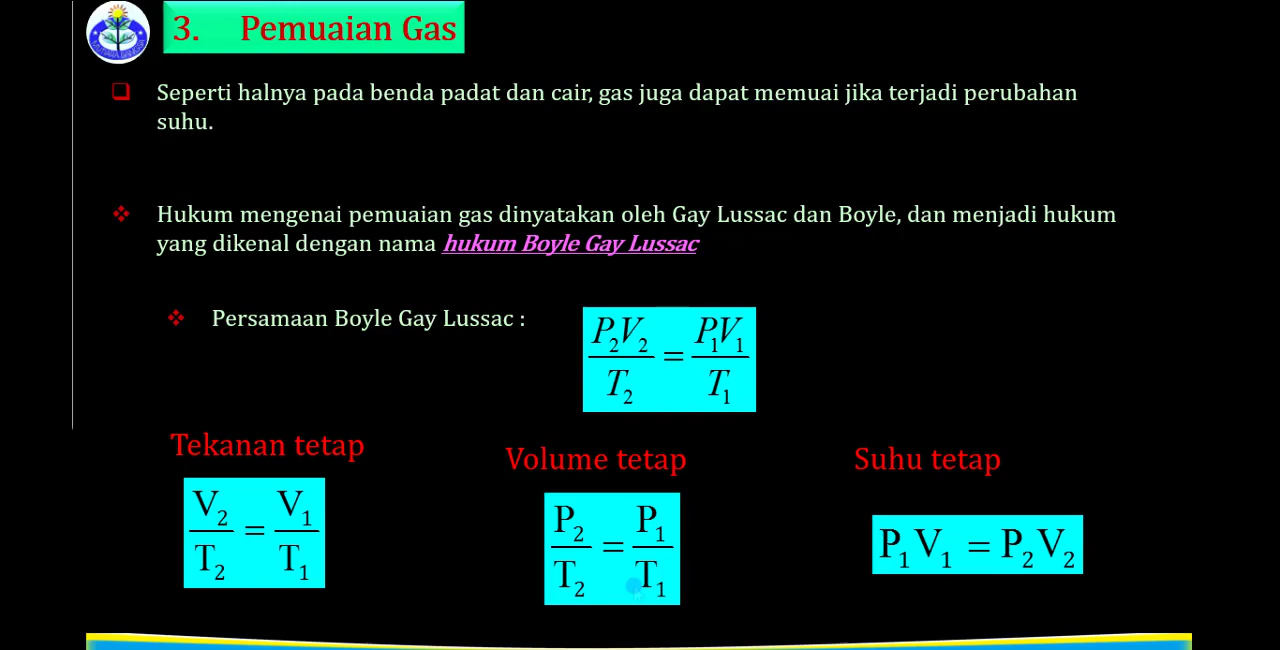 3. Pemuaian Gas
Seperti halnya pada benda padat dan cair, gas juga dapat memuai jika terjadi perubahan
suhu.
Hukum mengenai pemuaian gas dinyatakan oleh Gay Lussac dan Boyle, dan menjadi hukum
yang dikenal dengan nama hukum Boyle Gay Lussac
Persamaan Boyle Gay Lussac :
P₂V₂/T₂ = P₁V₁/T₁
Tekanan tetap
Volume tetap
Suhu tetap
V₂/T₂ = V₁/T₁
P₂/T₂ = P₁/T₁
P₁V₁ = P₂V₂